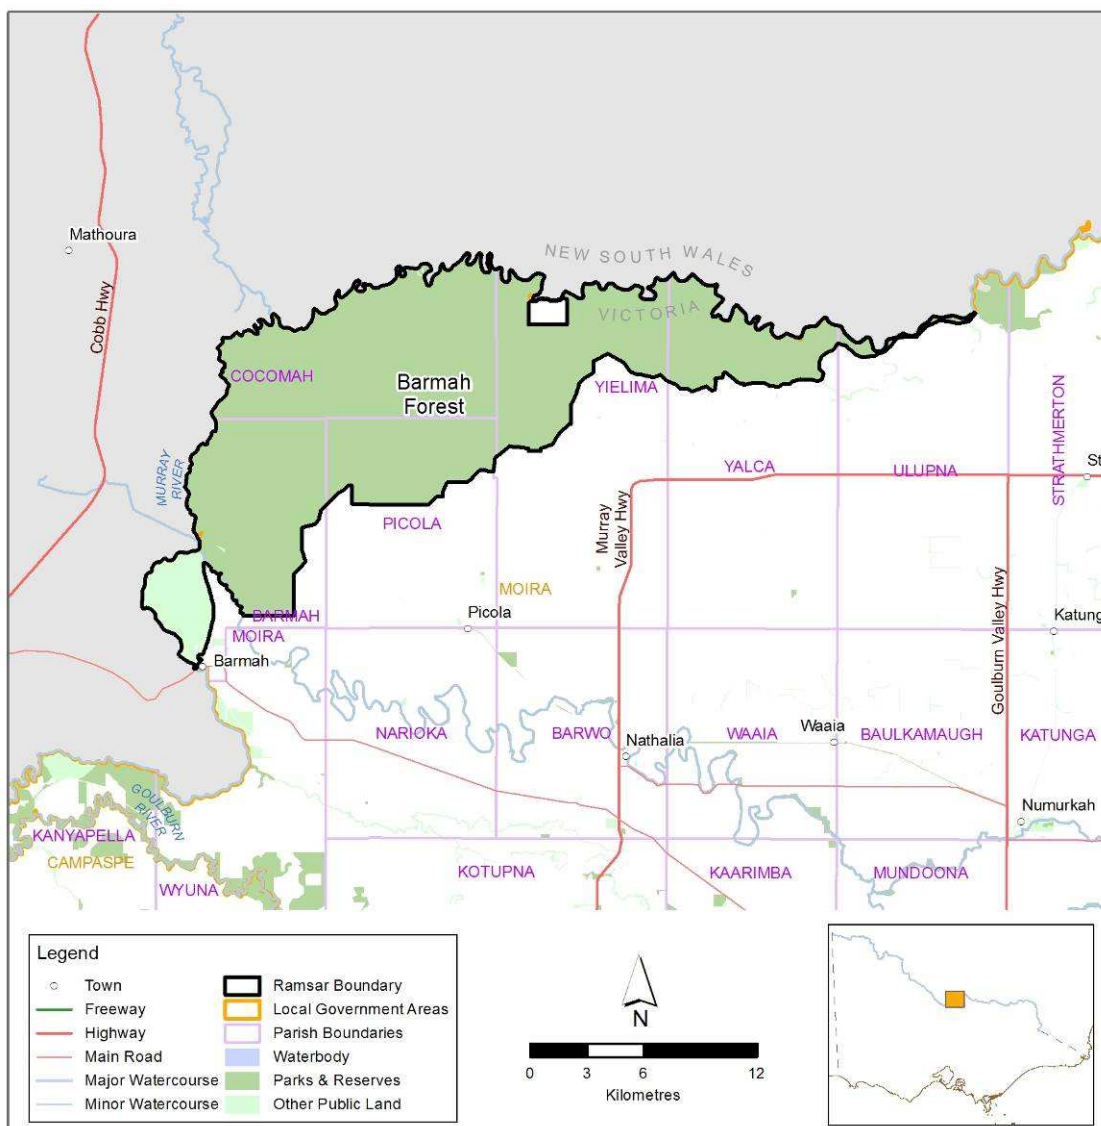 Mathoura
Cobb Hwy
NEW SOUTH WALES
VICTORIA
COCOMAH
Barmah
Forest
YIELIMA
STRATHMERTON
MURRAY
RIVER
YALCA
ULUPNA
St
PICOLA
Murray
Valley Hwy
MOIRA
Goulburn Valley Hwy
BARMAH
Picola
Katung
MOIRA
Barmah
NARIOKA
BARWO
WAAIA
Waaia
BAULKAMAUGH
KATUNGA
Nathalia
GOULBURN
RIVER
Numurkah
KANYAPELLA
CAMPASPE
WYUNA
KOTUPNA
KAARIMBA
MUNDOONA
Legend
Town
Freeway
Highway
Main Road
Major Watercourse
Minor Watercourse
Ramsar Boundary
Local Government Areas
Parish Boundaries
Waterbody
Parks & Reserves
Other Public Land
N
0 3 6 12
Kilometres